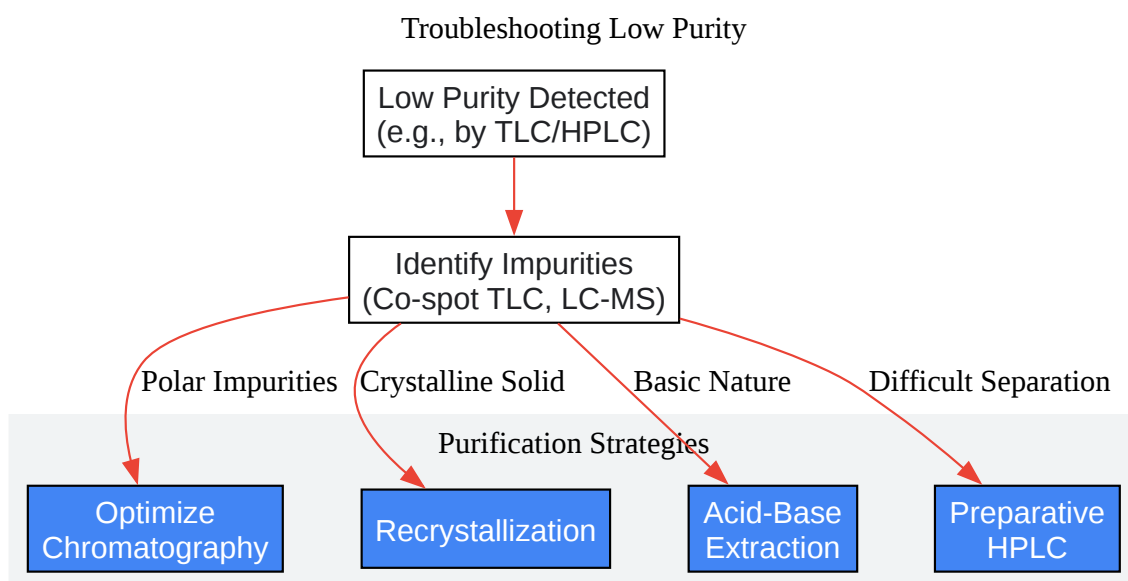 Troubleshooting Low Purity
Low Purity Detected
(e.g., by TLC/HPLC)
Identify Impurities
(Co-spot TLC, LC-MS)
Polar Impurities
Crystalline Solid
Basic Nature
Difficult Separation
Purification Strategies
Optimize
Chromatography
Recrystallization
Acid-Base
Extraction
Preparative
HPLC